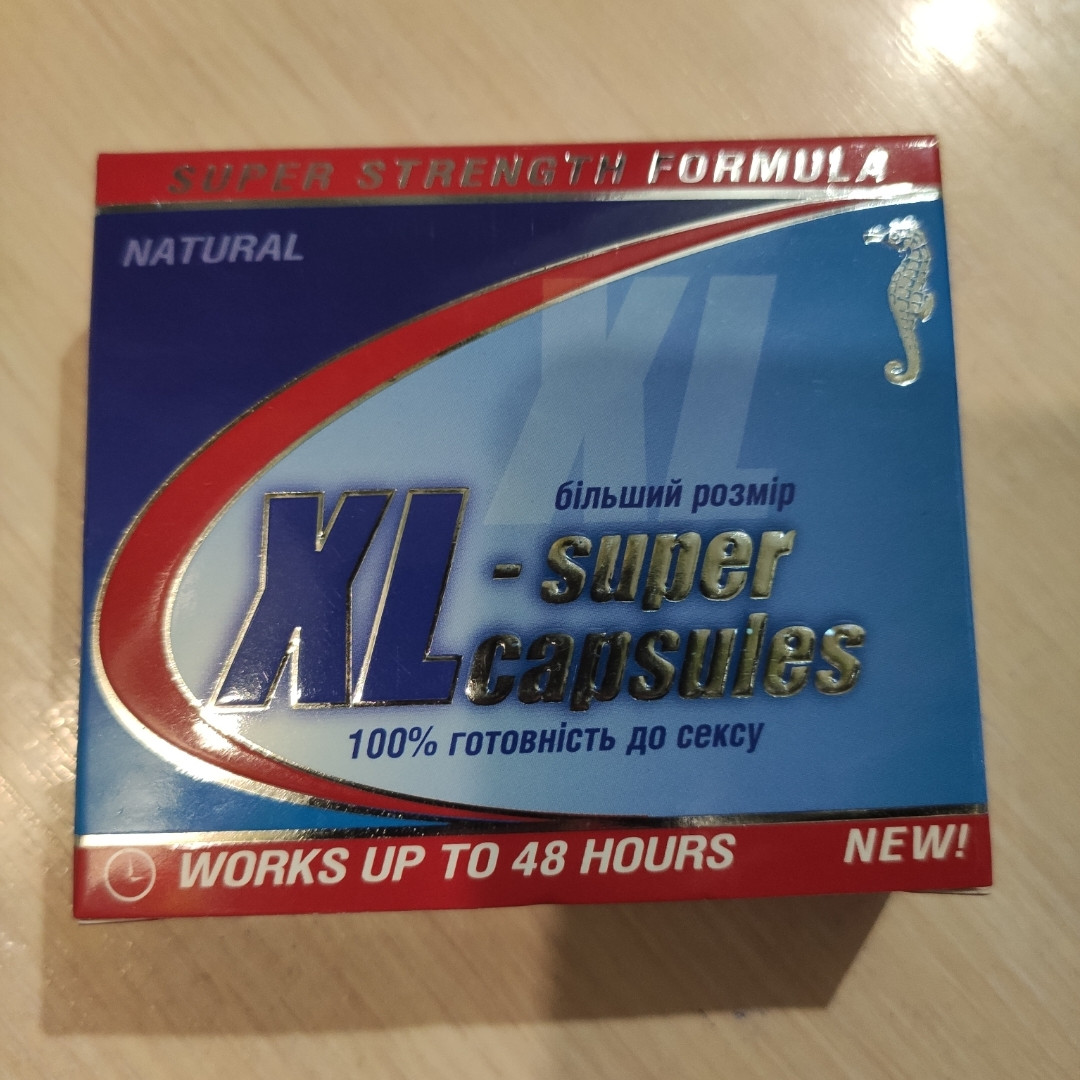 SUPER STRENGTH FORMULA
NATURAL
XL
більший розмір
XL - super
capsules
100% готовність до сексу
WORKS UP TO 48 HOURS
NEW!